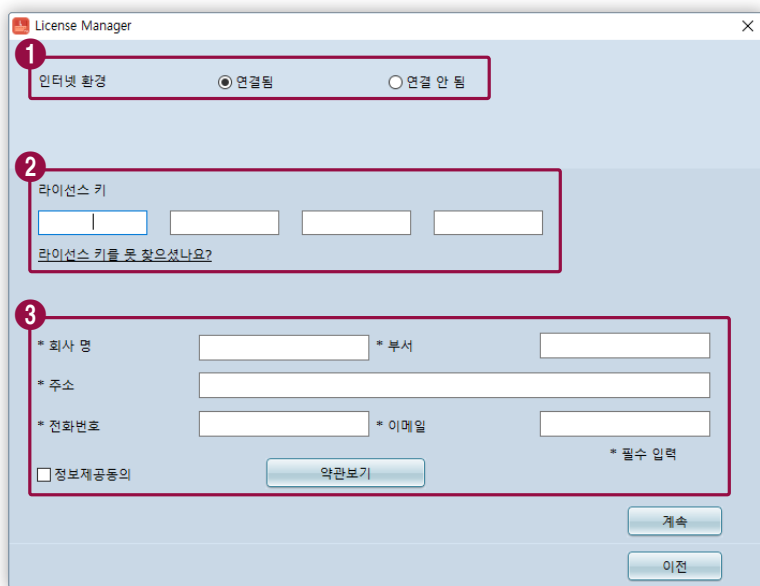 License Manager
1
인터넷 환경 연결됨 연결 안 됨
2
라이선스 키
라이선스 키를 못 찾으셨나요?
3
* 회사 명 * 부서
* 주소
* 전화번호 * 이메일
* 필수 입력
정보제공동의 약관보기
계속
이전